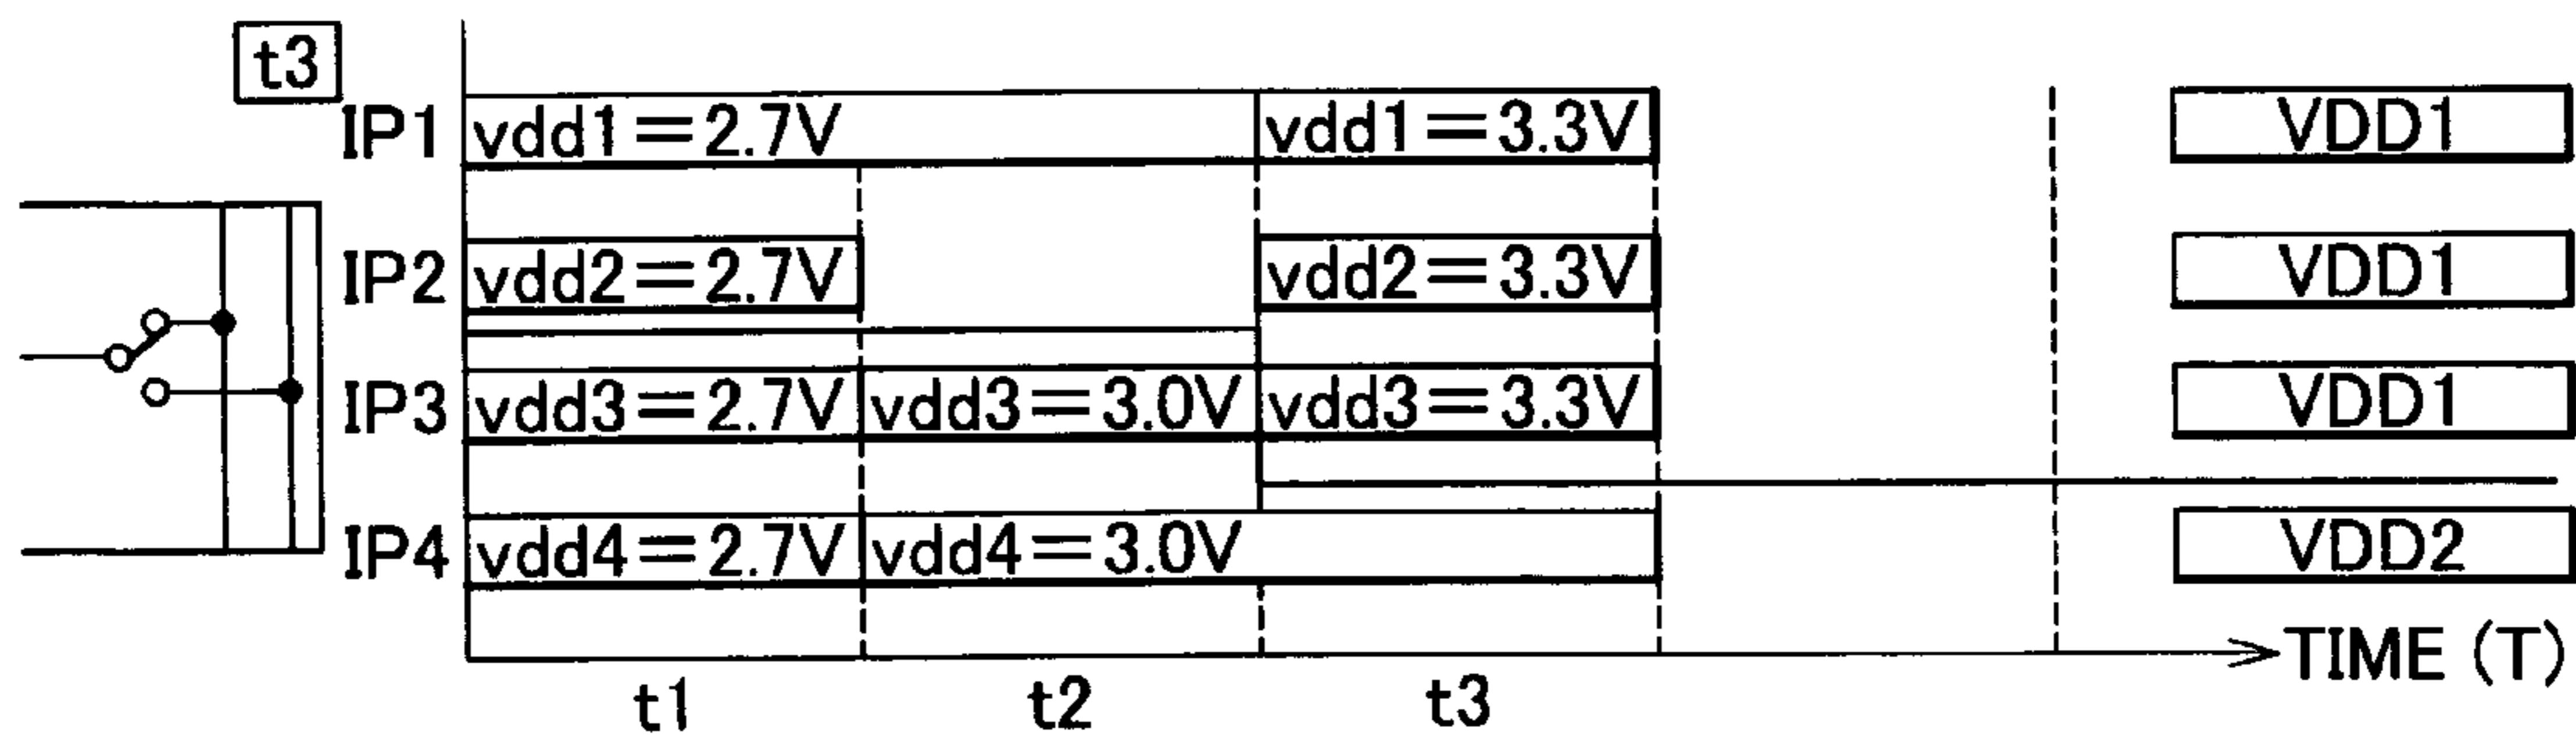 t3
IP1 vdd1=2.7V vdd1=3.3V VDD1
IP2 vdd2=2.7V vdd2=3.3V VDD1
IP3 vdd3=2.7V vdd3=3.0V vdd3=3.3V VDD1
IP4 vdd4=2.7V vdd4=3.0V VDD2
TIME (T)
t1 t2 t3